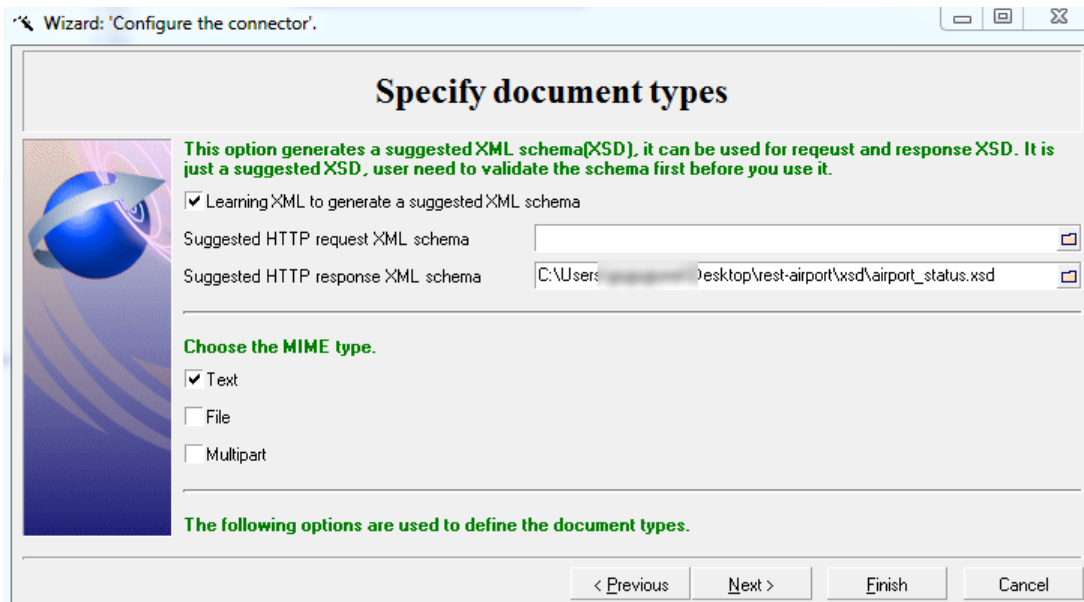 Wizard: 'Configure the connector'.
Specify document types
This option generates a suggested XML schema(XSD), it can be used for reqeust and response XSD. It is
just a suggested XSD, user need to validate the schema first before you use it.
Learning XML to generate a suggested XML schema
Suggested HTTP request XML schema
Suggested HTTP response XML schema C:\Users Desktop\rest-airport\xsd\airport_status.xsd
Choose the MIME type.
Text
File
Multipart
The following options are used to define the document types.
< Previous Next > Finish Cancel